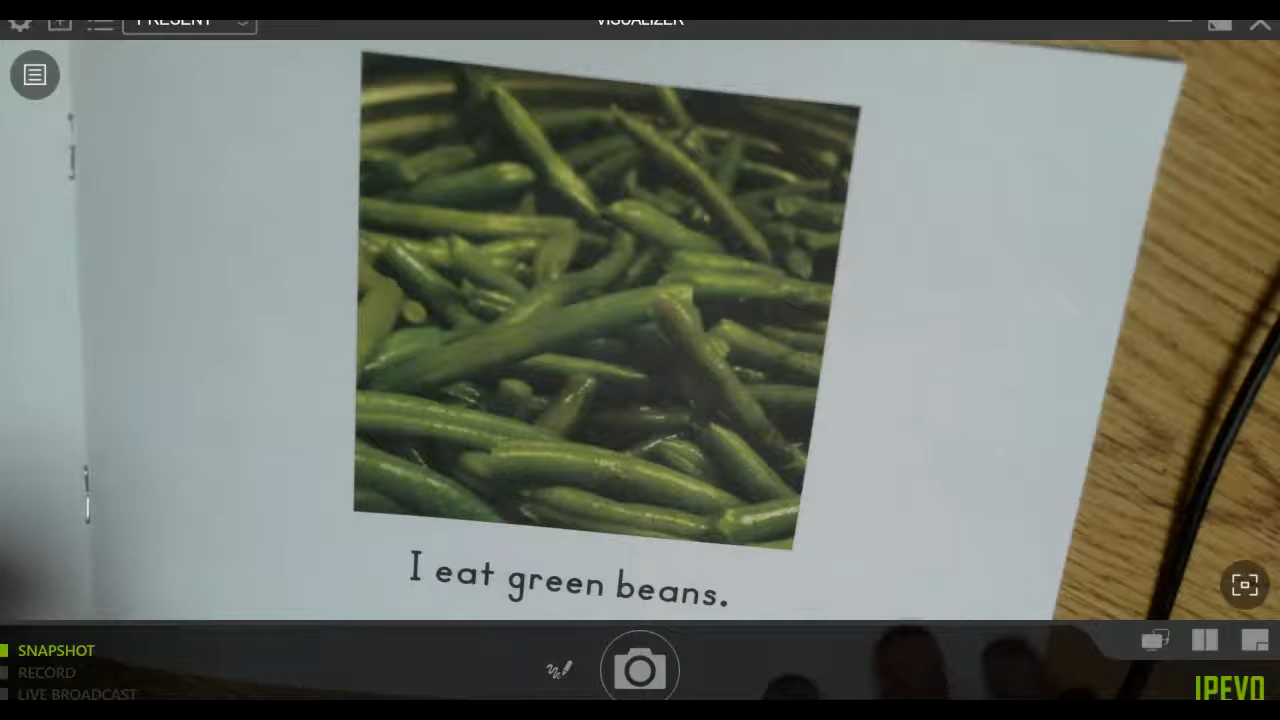 PRESENT
VISUALIZER
I eat green beans.
SNAPSHOT
RECORD
LIVE BROADCAST
IPEVO